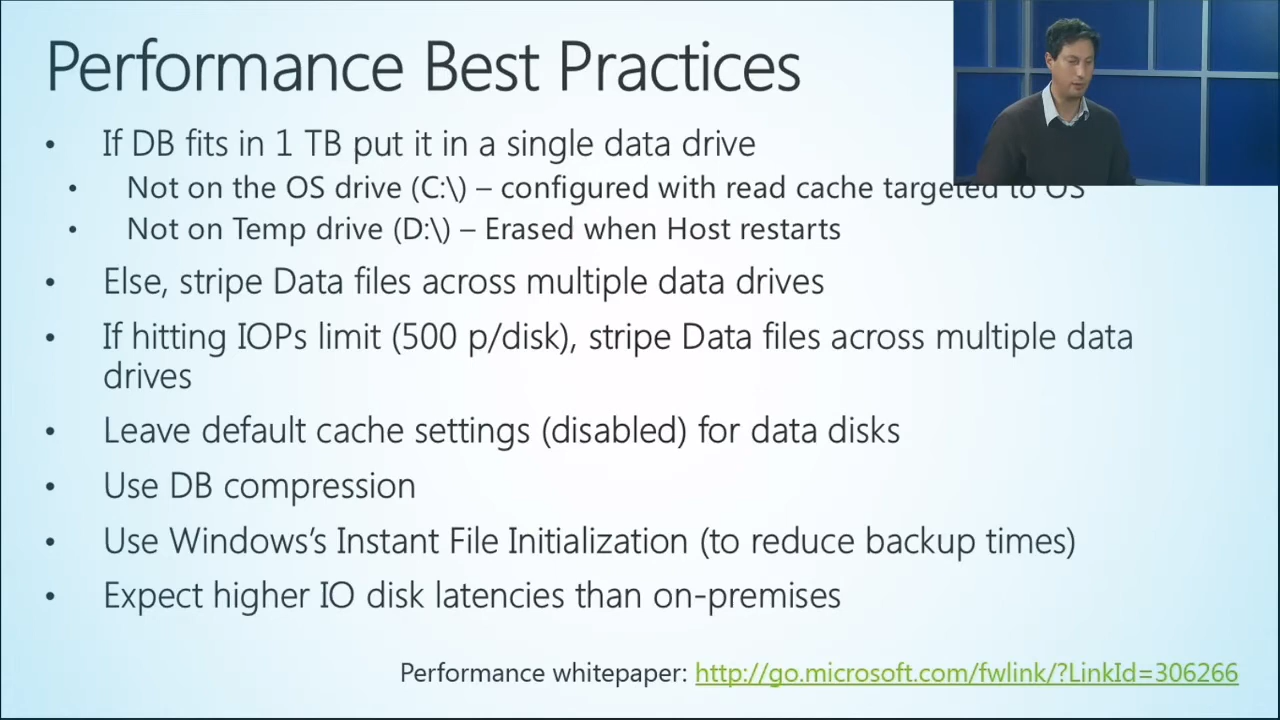 Performance Best Practices
• If DB fits in 1 TB put it in a single data drive
• Not on the OS drive (C:\) – configured with read cache targeted to OS
• Not on Temp drive (D:\) – Erased when Host restarts
• Else, stripe Data files across multiple data drives
• If hitting IOPs limit (500 p/disk), stripe Data files across multiple data
drives
• Leave default cache settings (disabled) for data disks
• Use DB compression
• Use Windows’s Instant File Initialization (to reduce backup times)
• Expect higher IO disk latencies than on-premises
Performance whitepaper: http://go.microsoft.com/fwlink/?LinkId=306266